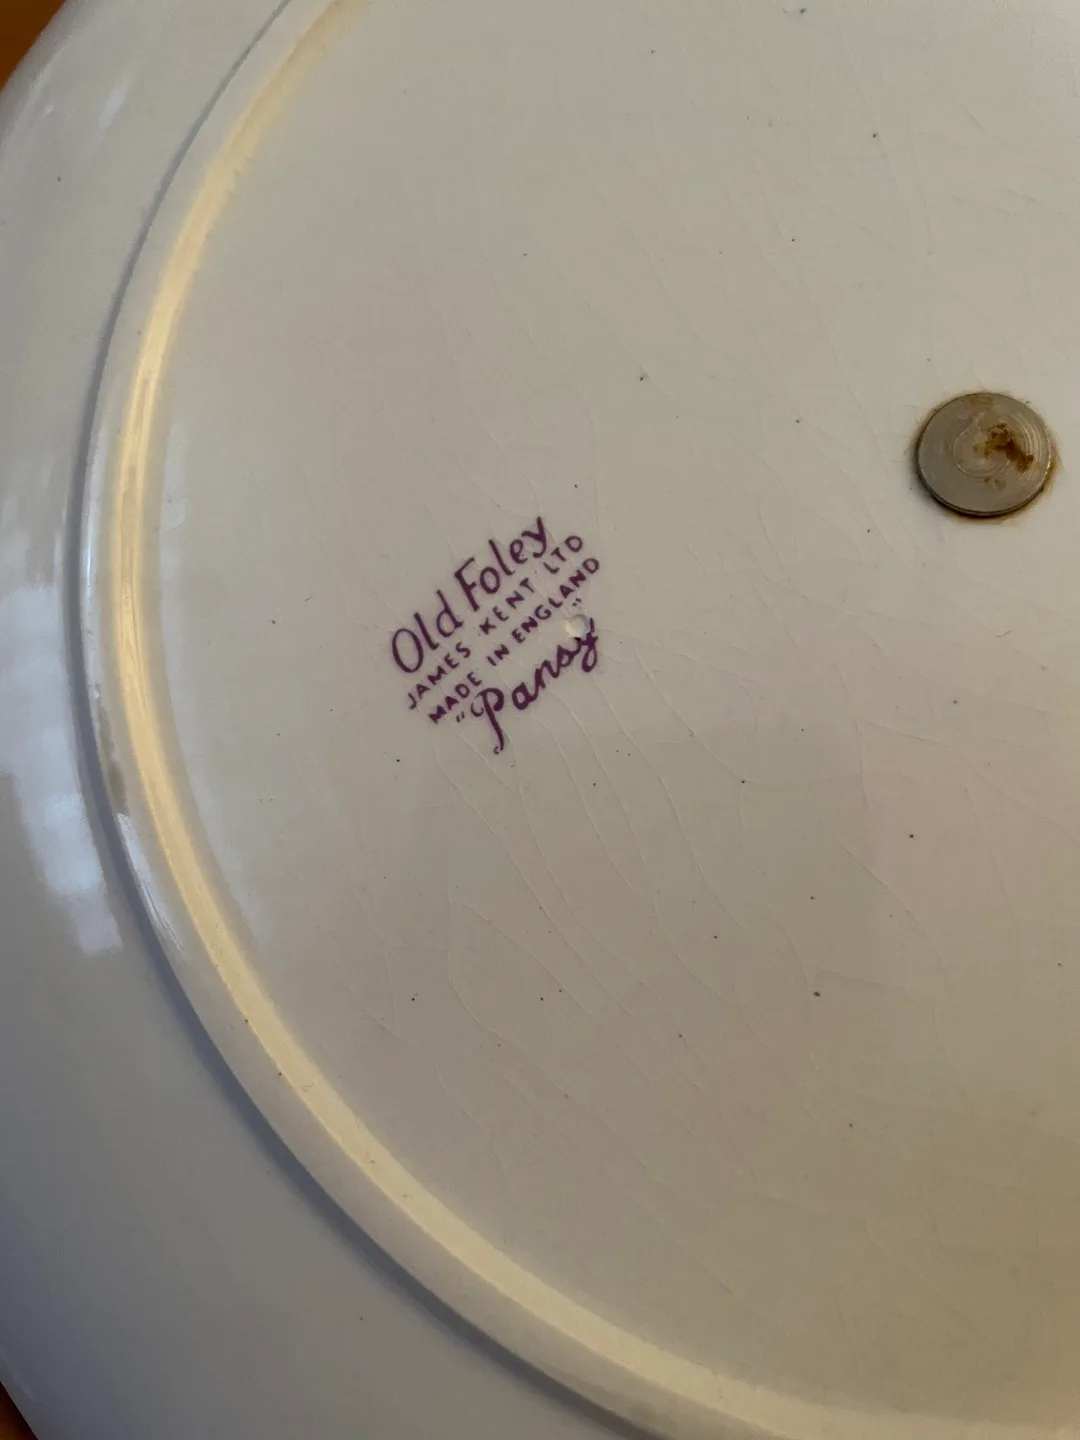 Old Foley
JAMES KENT LTD
MADE IN ENGLAND
"Pansy"